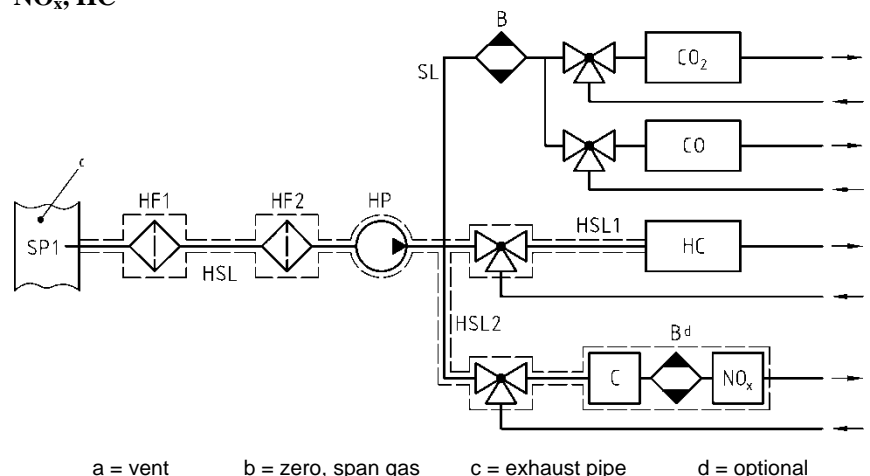 NOₓ, HC
B
SL
CO₂
c
CO
HF1
HF2
HP
HSL1
SP1
HC
HSL
HSL2
Bᵈ
C
NOₓ
a = vent b = zero, span gas c = exhaust pipe d = optional